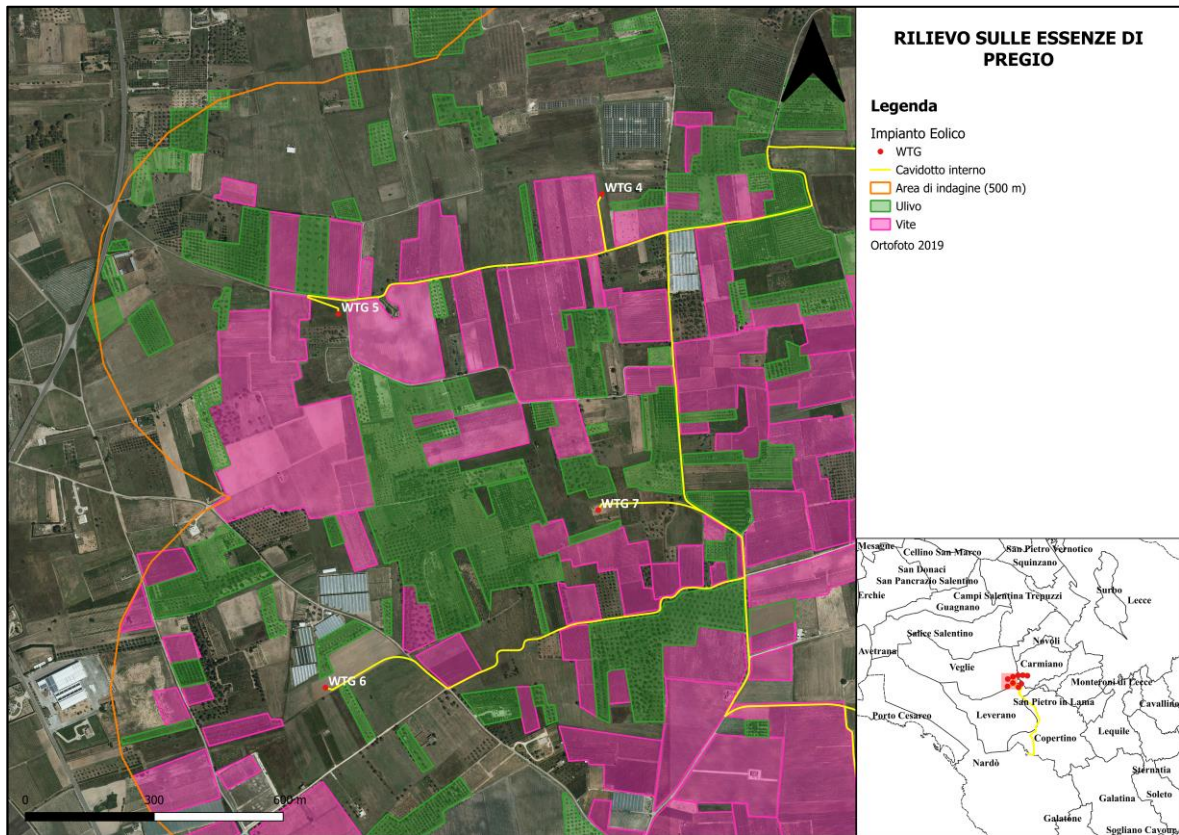 RILIEVO SULLE ESSENZE DI
PREGIO
Legenda
Impianto Eolico
WTG
Cavidotto interno
Area di indagine (500 m)
Ulivo
Vite
Ortofoto 2019
WTG 4
WTG 5
WTG 7
WTG 6
0 300 600 m
Mesagne
Cellino San Marco
San Pietro Vernotico
Squinzano
San Donaci
San Pancrazio Salentino
Erchie
Campi Salentina
Trepuzzi
Surbo
Lecce
Guagnano
Salice Salentino
Novoli
Avetrana
Veglie
Carmiano
Monteroni di Lecce
San Pietro in Lama
Cavallino
Porto Cesareo
Leverano
Lequile
Copertino
Nardò
Sternatia
Galatina
Soleto
Galatone
Sogliano Cavour